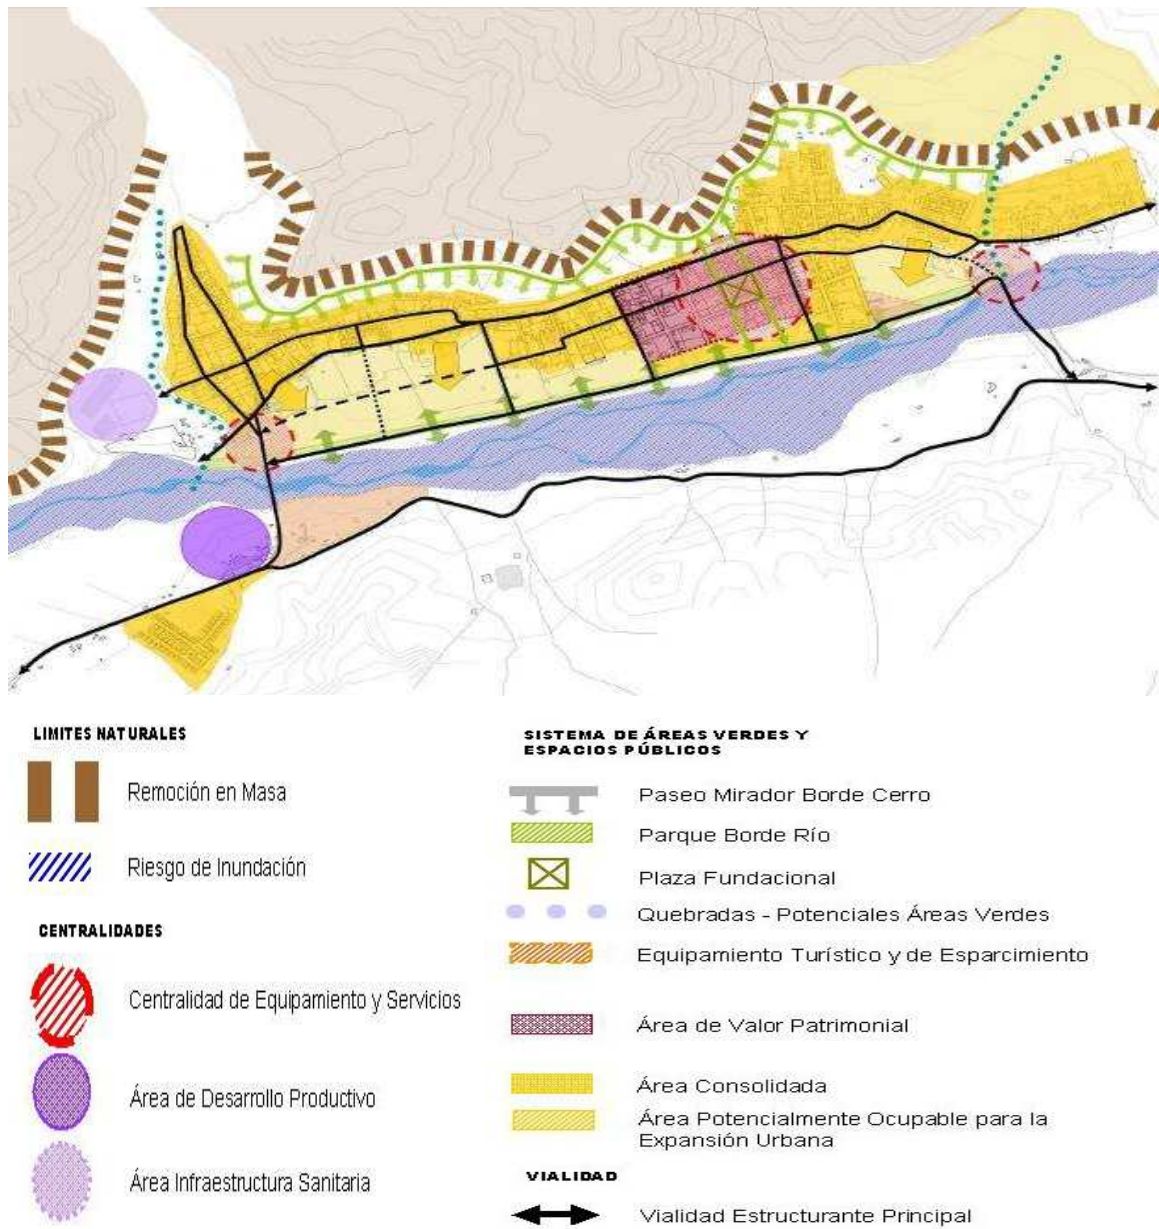 LIMITES NATURALES
Remoción en Masa
Riesgo de Inundación
CENTRALIDADES
Centralidad de Equipamiento y Servicios
Área de Desarrollo Productivo
Área Infraestructura Sanitaria
SISTEMA DE ÁREAS VERDES Y
ESPACIOS PÚBLICOS
Paseo Mirador Borde Cerro
Parque Borde Río
Plaza Fundacional
Quebradas - Potenciales Áreas Verdes
Equipamiento Turístico y de Esparcimiento
Área de Valor Patrimonial
Área Consolidada
Área Potencialmente Ocupable para la
Expansión Urbana
VIALIDAD
Vialidad Estructurante Principal